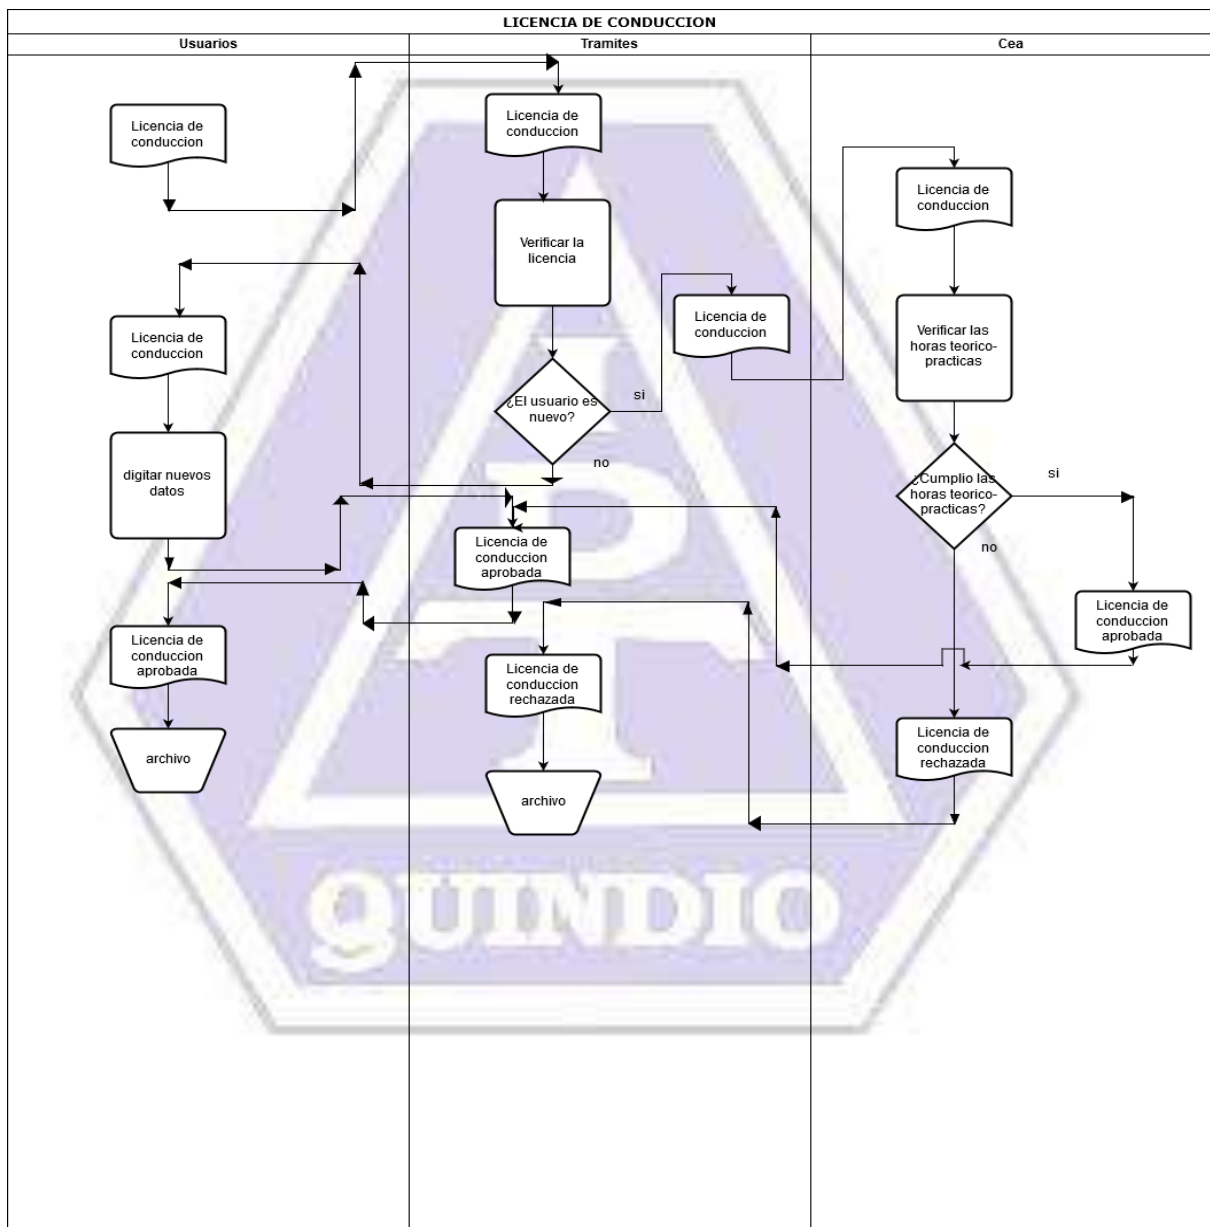 LICENCIA DE CONDUCCION
Usuarios
Tramites
Cea
Licencia de
conduccion
Licencia de
conduccion
Licencia de
conduccion
Verificar la
licencia
Licencia de
conduccion
Licencia de
conduccion
Verificar las
horas teorico-
practicas
¿El usuario es
nuevo?
si
no
digitar nuevos
datos
¿Cumplio las
horas teorico-
practicas?
si
no
Licencia de
conduccion
aprobada
Licencia de
conduccion
aprobada
Licencia de
conduccion
aprobada
Licencia de
conduccion
rechazada
Licencia de
conduccion
rechazada
archivo
archivo
I
P
T
QUINDIO